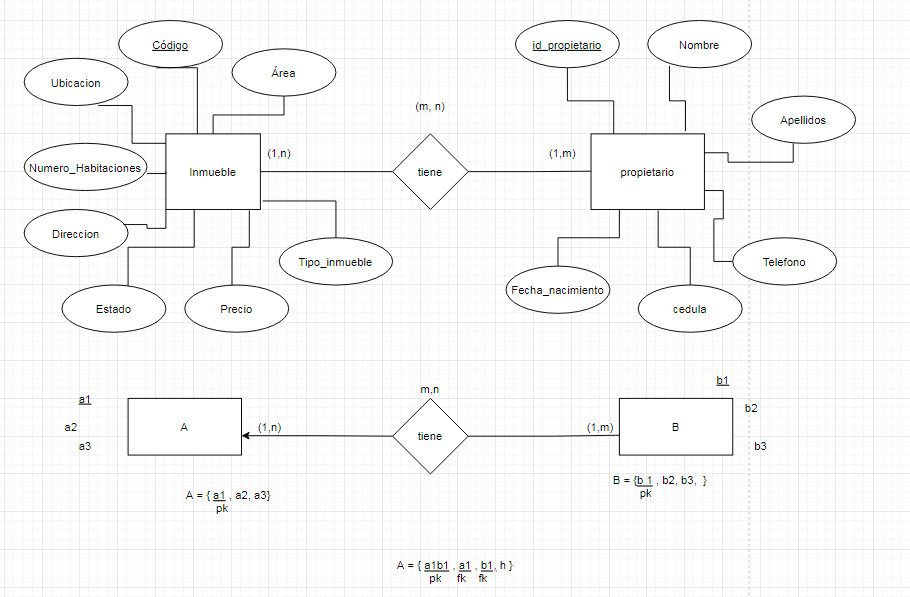 Código
id_propietario
Nombre
Ubicacion
Área
(m, n)
Apellidos
(1,n)
(1,m)
Numero_Habitaciones
Inmueble
tiene
propietario
Direccion
Tipo_inmueble
Telefono
Fecha_nacimiento
Estado
Precio
cedula
m,n
b1
a1
b2
a2
A
(1,n)
tiene
(1,m)
B
a3
b3
B = {b 1 , b2, b3, }
pk
A = { a1 , a2, a3}
pk
A = { a1b1 , a1 , b1, h }
pk fk fk